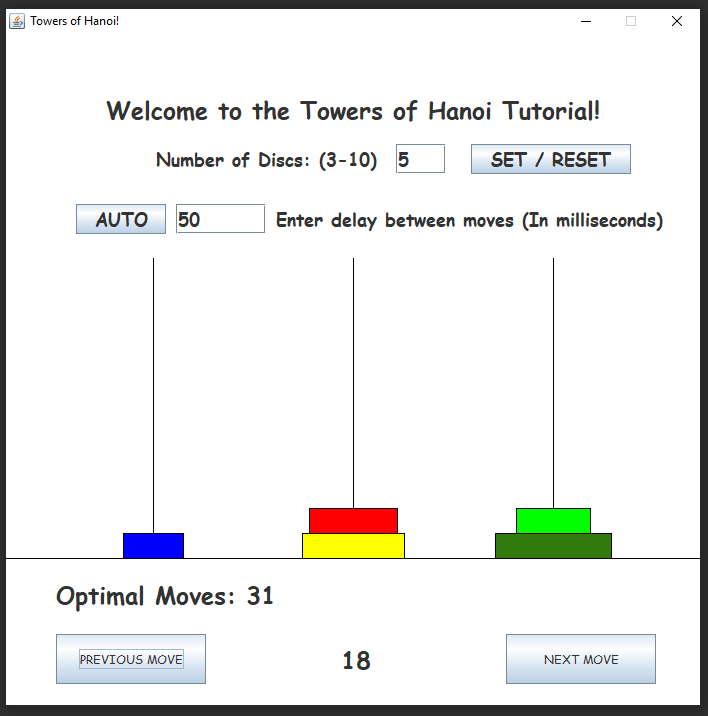 Towers of Hanoi!
Welcome to the Towers of Hanoi Tutorial!
Number of Discs: (3-10) 5 SET / RESET
AUTO 50 Enter delay between moves (In milliseconds)
Optimal Moves: 31
PREVIOUS MOVE 18 NEXT MOVE